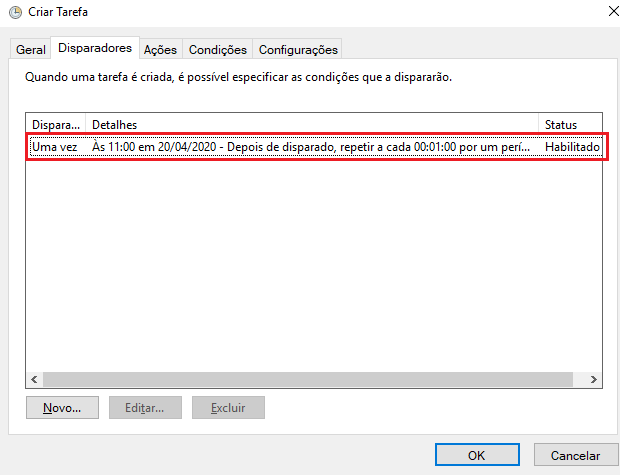 Criar Tarefa
Geral Disparadores Ações Condições Configurações
Quando uma tarefa é criada, é possível especificar as condições que a dispararão.
Dispara... Detalhes Status
Uma vez Às 11:00 em 20/04/2020 - Depois de disparado, repetir a cada 00:01:00 por um perí... Habilitado
Novo... Editar... Excluir
OK Cancelar